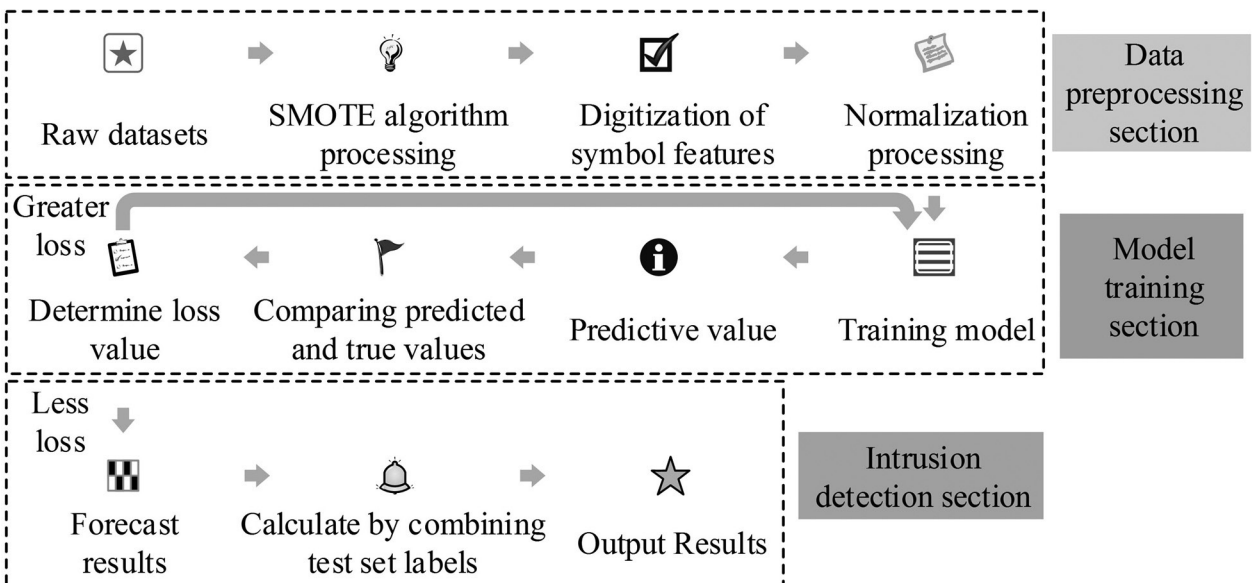 Raw datasets
SMOTE algorithm
processing
Digitization of
symbol features
Normalization
processing
Data
preprocessing
section
Greater
loss
Determine loss
value
Comparing predicted
and true values
Predictive value
Training model
Model
training
section
Less
loss
Forecast
results
Calculate by combining
test set labels
Output Results
Intrusion
detection section